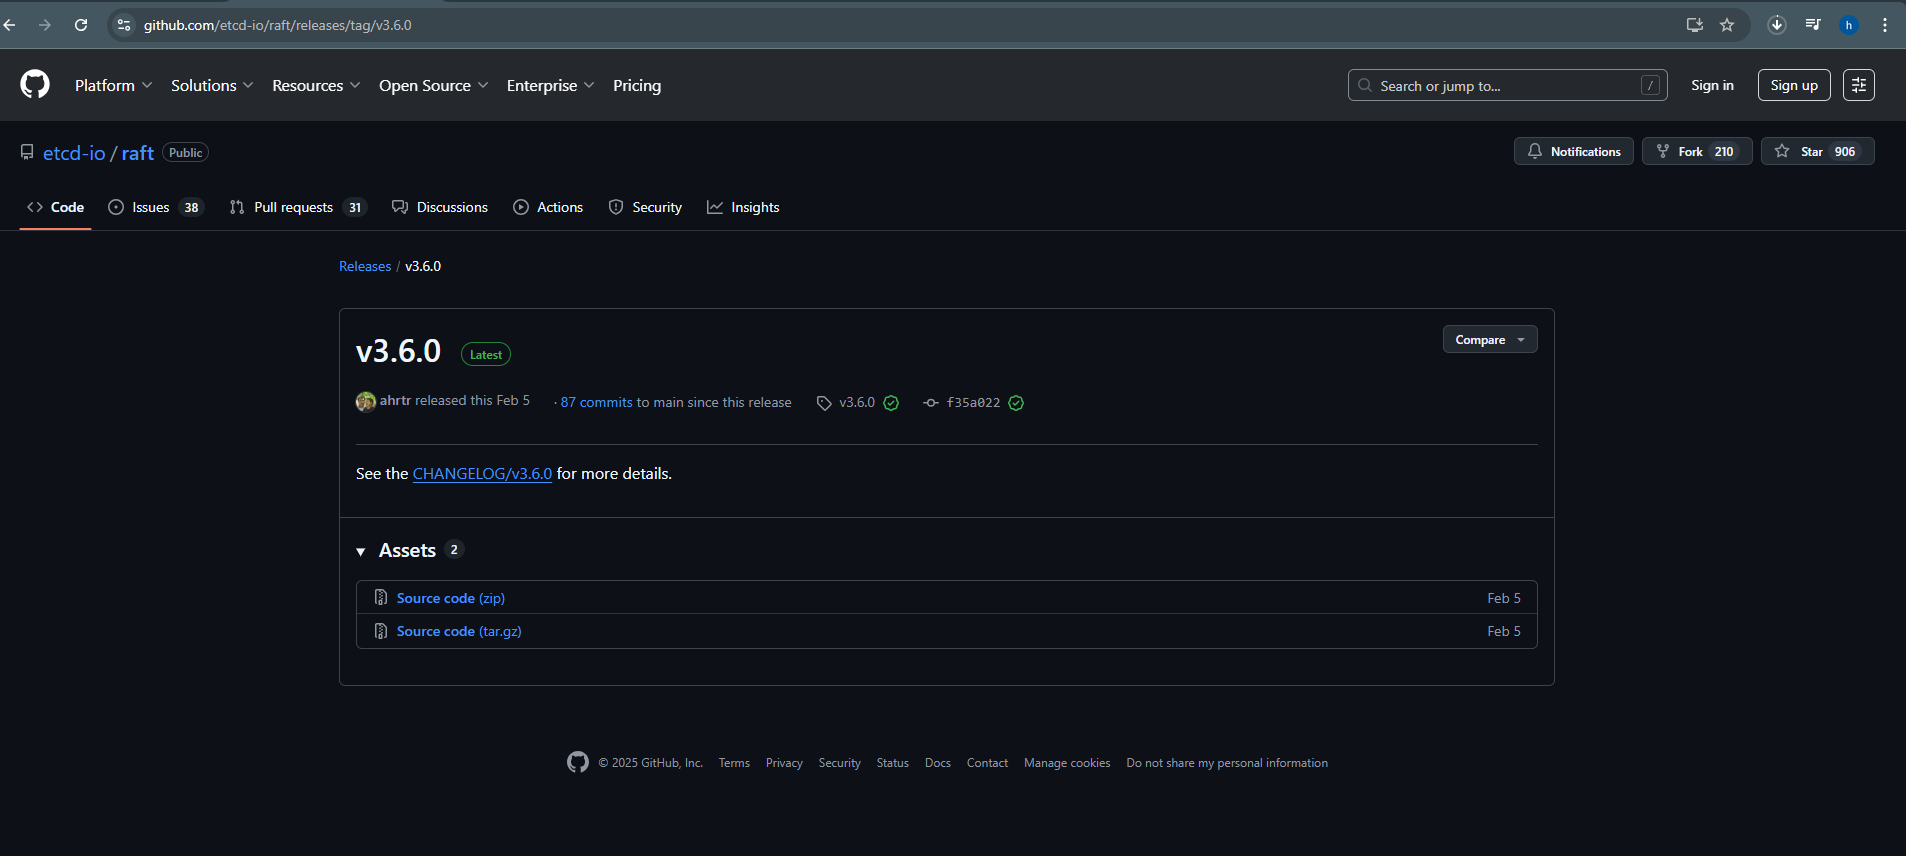 github.com/etcd-io/raft/releases/tag/v3.6.0
h
Platform Solutions Resources Open Source Enterprise Pricing Search or jump to... / Sign in Sign up
etcd-io / raft Public Notifications Fork 210 Star 906
Code Issues 38 Pull requests 31 Discussions Actions Security Insights
Releases / v3.6.0
v3.6.0 Latest Compare
ahrtr released this Feb 5 · 87 commits to main since this release v3.6.0 f35a022
See the CHANGELOG/v3.6.0 for more details.
Assets 2
Source code (zip) Feb 5
Source code (tar.gz) Feb 5
© 2025 GitHub, Inc. Terms Privacy Security Status Docs Contact Manage cookies Do not share my personal information